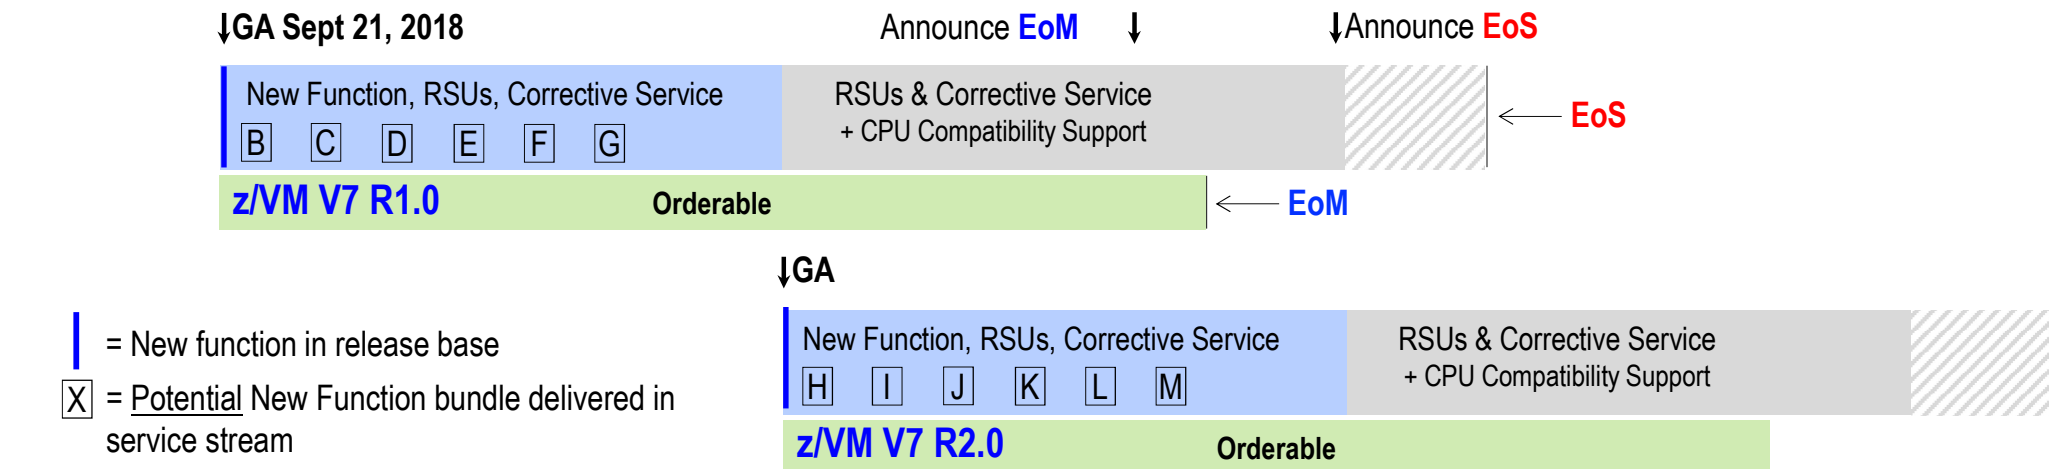 GA Sept 21, 2018
Announce EoM
Announce EoS
New Function, RSUs, Corrective Service
B C D E F G
RSUs & Corrective Service
+ CPU Compatibility Support
EoS
z/VM V7 R1.0
Orderable
EoM
GA
= New function in release base
X = Potential New Function bundle delivered in
service stream
New Function, RSUs, Corrective Service
H I J K L M
RSUs & Corrective Service
+ CPU Compatibility Support
z/VM V7 R2.0
Orderable